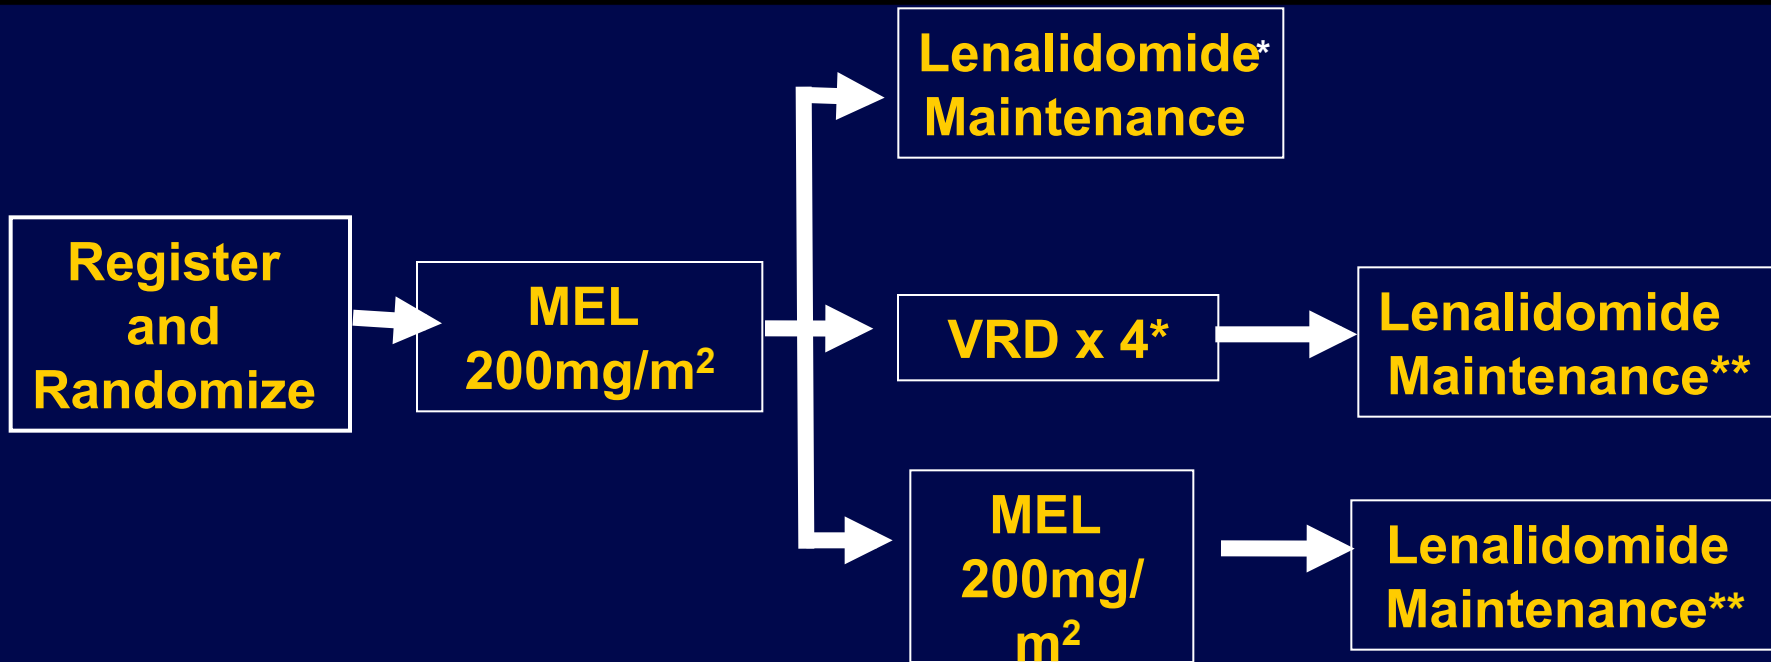 Register
and
Randomize
MEL
200mg/m²
Lenalidomide*
Maintenance
VRD x 4*
Lenalidomide
Maintenance**
MEL
200mg/
m²
Lenalidomide
Maintenance**